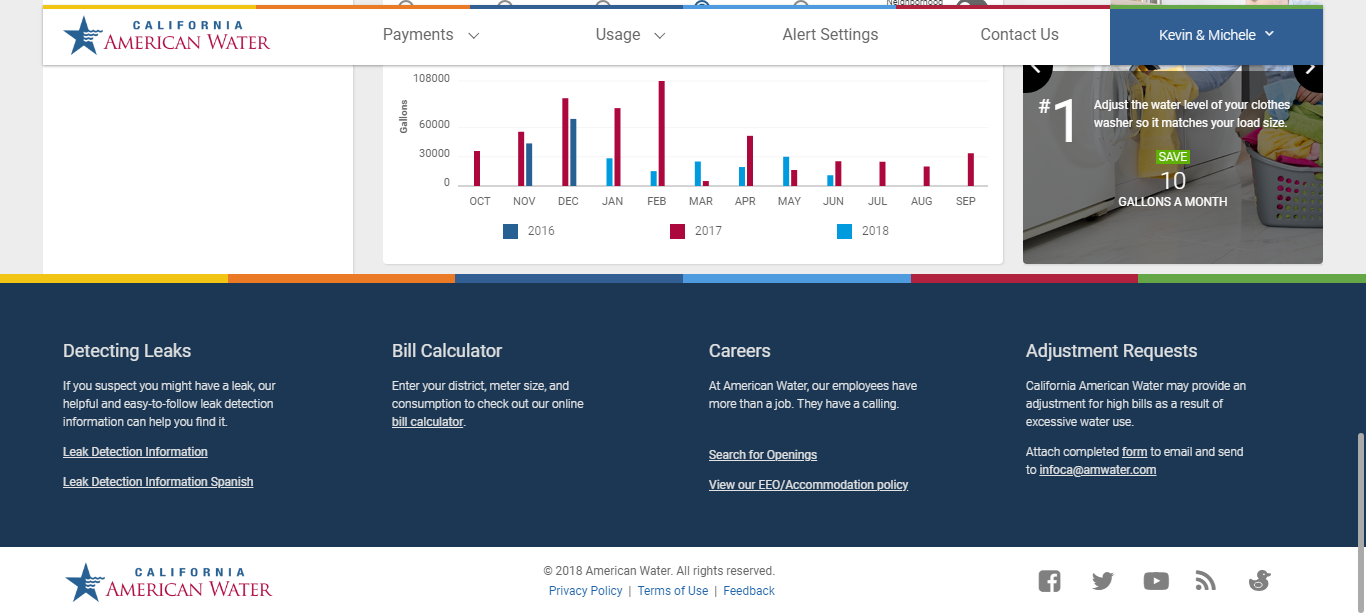 Neighborhood
CALIFORNIA
AMERICAN WATER
Payments
Usage
Alert Settings
Contact Us
Kevin & Michele
108000
60000
30000
0
Gallons
OCT NOV DEC JAN FEB MAR APR MAY JUN JUL AUG SEP
2016 2017 2018
#1
Adjust the water level of your clothes
washer so it matches your load size.
SAVE
10
GALLONS A MONTH
Detecting Leaks
If you suspect you might have a leak, our
helpful and easy-to-follow leak detection
information can help you find it.
Leak Detection Information
Leak Detection Information Spanish
Bill Calculator
Enter your district, meter size, and
consumption to check out our online
bill calculator.
Careers
At American Water, our employees have
more than a job. They have a calling.
Search for Openings
View our EEO/Accommodation policy
Adjustment Requests
California American Water may provide an
adjustment for high bills as a result of
excessive water use.
Attach completed form to email and send
to infoca@amwater.com
CALIFORNIA
AMERICAN WATER
© 2018 American Water. All rights reserved.
Privacy Policy | Terms of Use | Feedback